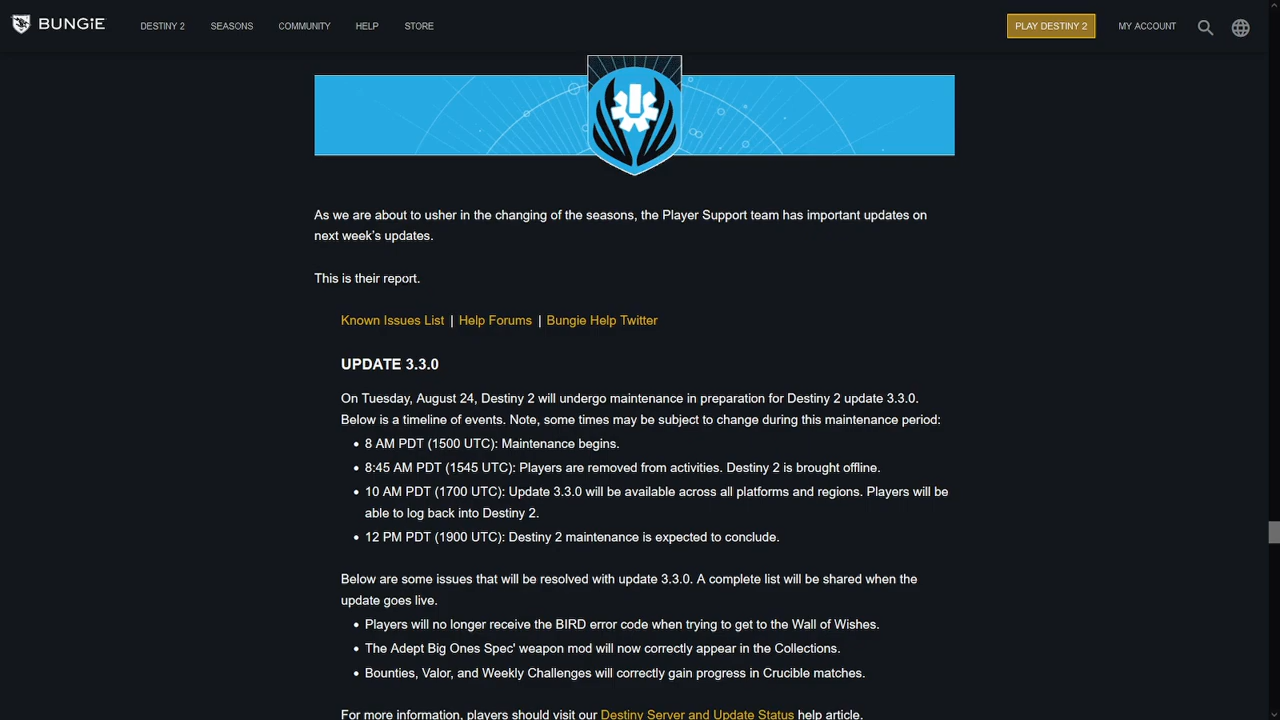 BUNGiE DESTINY 2 SEASONS COMMUNITY HELP STORE PLAY DESTINY 2 MY ACCOUNT
As we are about to usher in the changing of the seasons, the Player Support team has important updates on
next week's updates.
This is their report.
Known Issues List | Help Forums | Bungie Help Twitter
UPDATE 3.3.0
On Tuesday, August 24, Destiny 2 will undergo maintenance in preparation for Destiny 2 update 3.3.0.
Below is a timeline of events. Note, some times may be subject to change during this maintenance period:
• 8 AM PDT (1500 UTC): Maintenance begins.
• 8:45 AM PDT (1545 UTC): Players are removed from activities. Destiny 2 is brought offline.
• 10 AM PDT (1700 UTC): Update 3.3.0 will be available across all platforms and regions. Players will be
able to log back into Destiny 2.
• 12 PM PDT (1900 UTC): Destiny 2 maintenance is expected to conclude.
Below are some issues that will be resolved with update 3.3.0. A complete list will be shared when the
update goes live.
• Players will no longer receive the BIRD error code when trying to get to the Wall of Wishes.
• The Adept Big Ones Spec' weapon mod will now correctly appear in the Collections.
• Bounties, Valor, and Weekly Challenges will correctly gain progress in Crucible matches.
For more information, players should visit our Destiny Server and Update Status help article.